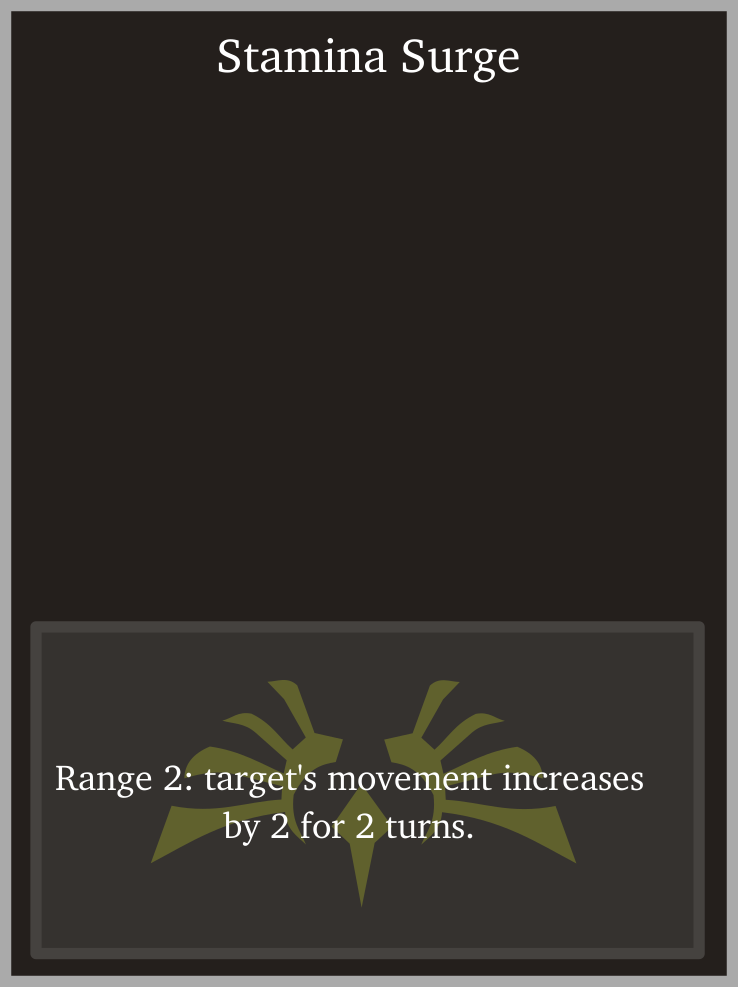 Stamina Surge
Range 2: target's movement increases
by 2 for 2 turns.